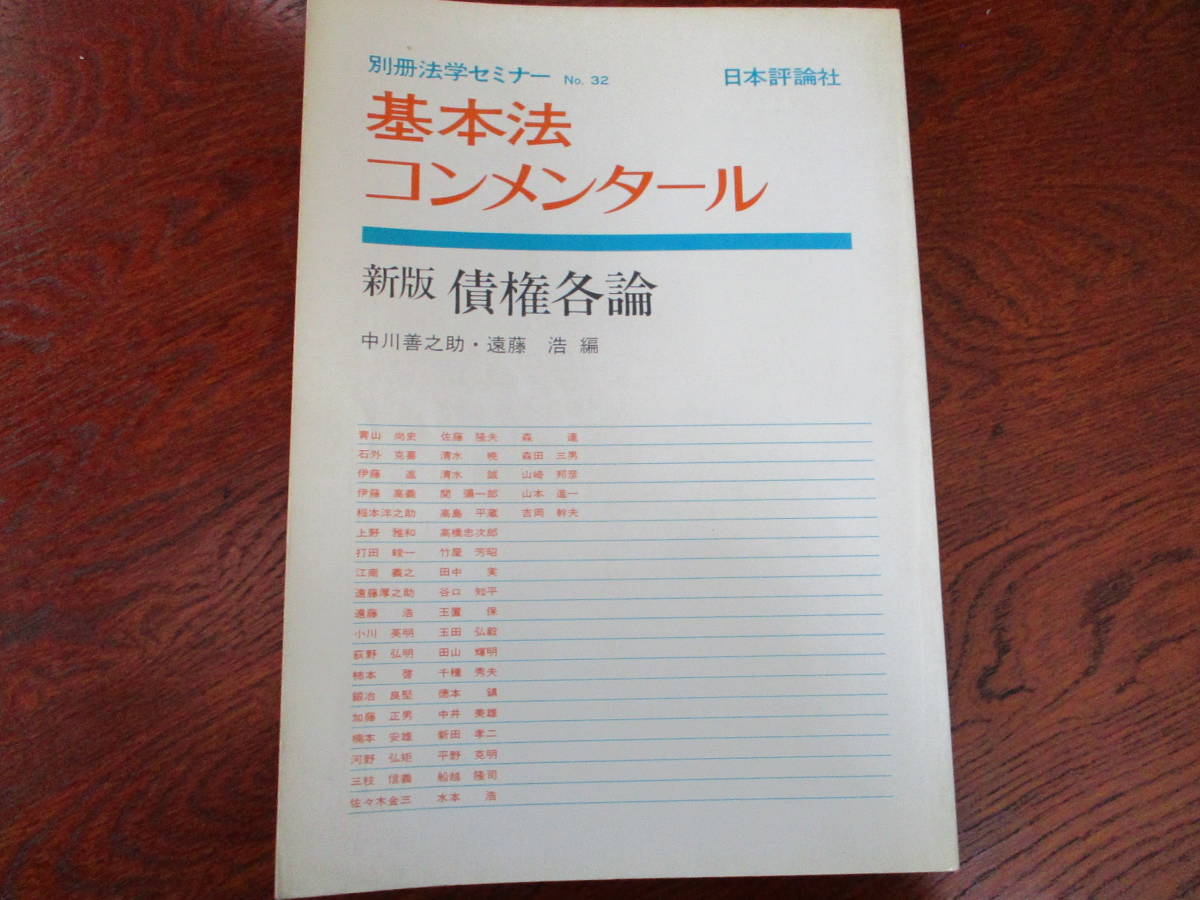 別冊法学セミナー No. 32 日本評論社
基本法
コンメンタール
新版 債権各論
中川善之助・遠藤 浩 編
青山 尚史 佐藤 隆夫 森 達
石外 克喜 清水 暁 森田 三男
伊藤 進 清水 誠 山崎 邦彦
伊藤 高義 関 彌一郎 山本 進一
稲本洋之助 高島 平蔵 吉岡 幹夫
上野 雅和 高橋忠次郎
打田 畯一 竹屋 芳昭
江南 義之 田中 実
遠藤厚之助 谷口 知平
遠藤 浩 玉置 保
小川 英明 玉田 弘毅
荻野 弘明 田山 輝明
柿本 啓 千種 秀夫
鍛冶 良堅 徳本 鎮
加藤 正男 中井 美雄
楠本 安雄 新田 孝二
河野 弘矩 平野 克明
三枝 信義 船越 隆司
佐々木金三 水本 浩